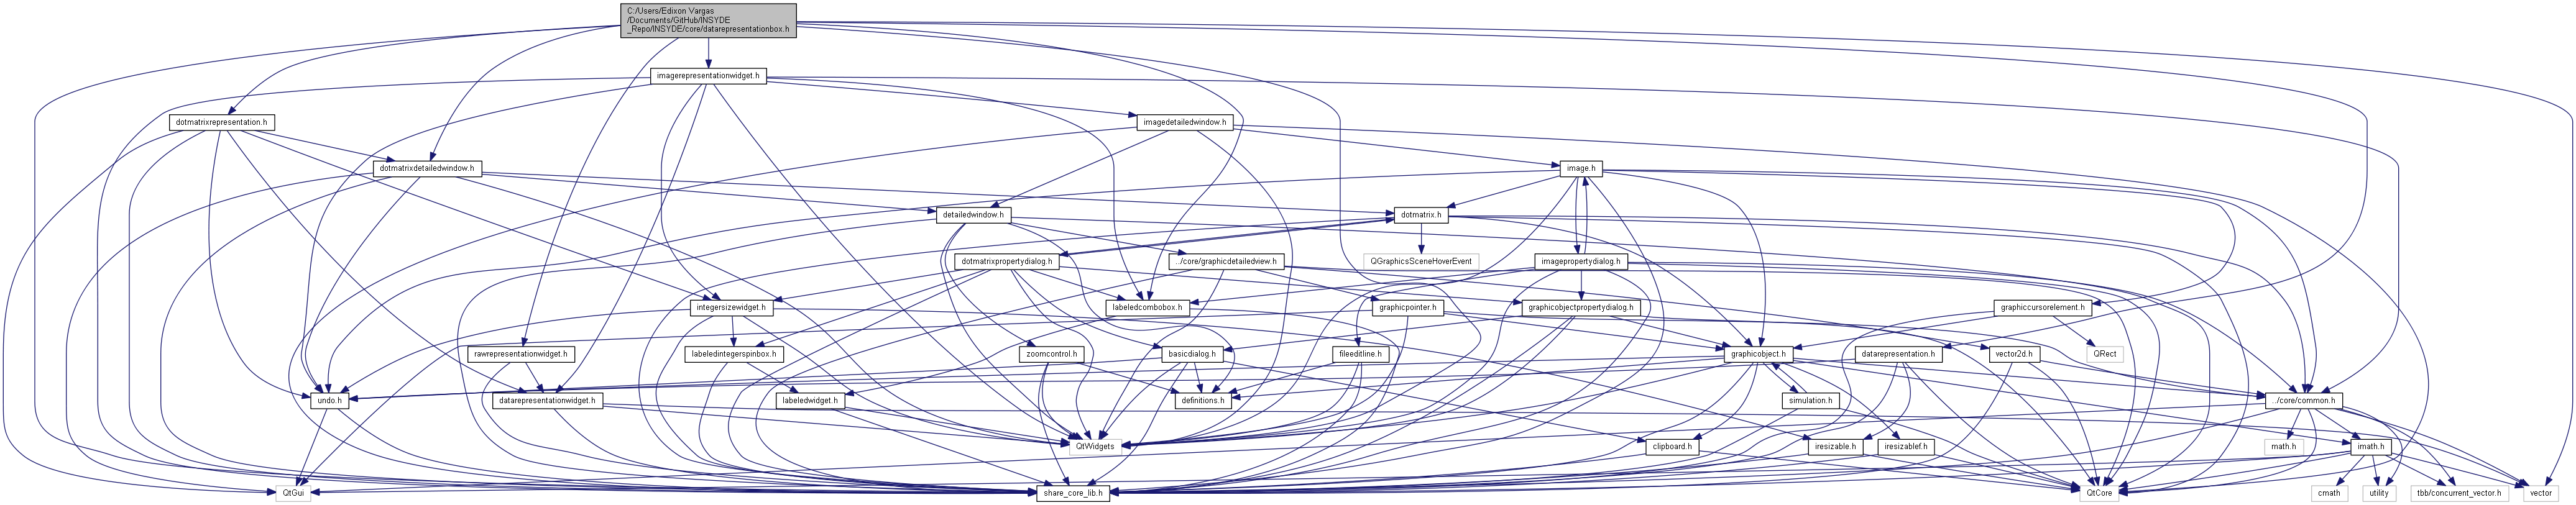 C:/Users/Edixon Vargas
/Documents/GitHub/INSYDE
_Repo/INSYDE/core/datarepresentationbox.h
imagerepresentationwidget.h
dotmatrixrepresentation.h
imagedetailedwindow.h
dotmatrixdetailedwindow.h
image.h
detailedwindow.h
dotmatrix.h
dotmatrixpropertydialog.h
../core/graphicdetailedview.h
QGraphicsSceneHoverEvent
imagepropertydialog.h
integersizewidget.h
labeledcombobox.h
graphicpointer.h
graphicobjectpropertydialog.h
graphiccursorelement.h
rawrepresentationwidget.h
labeledintegerspinbox.h
zoomcontrol.h
basicdialog.h
fileeditline.h
graphicobject.h
datarepresentation.h
vector2d.h
QRect
undo.h
datarepresentationwidget.h
labeledwidget.h
definitions.h
simulation.h
../core/common.h
QtWidgets
clipboard.h
iresizable.h
iresizablef.h
math.h
imath.h
QtGui
share_core_lib.h
QtCore
cmath
utility
tbb/concurrent_vector.h
vector